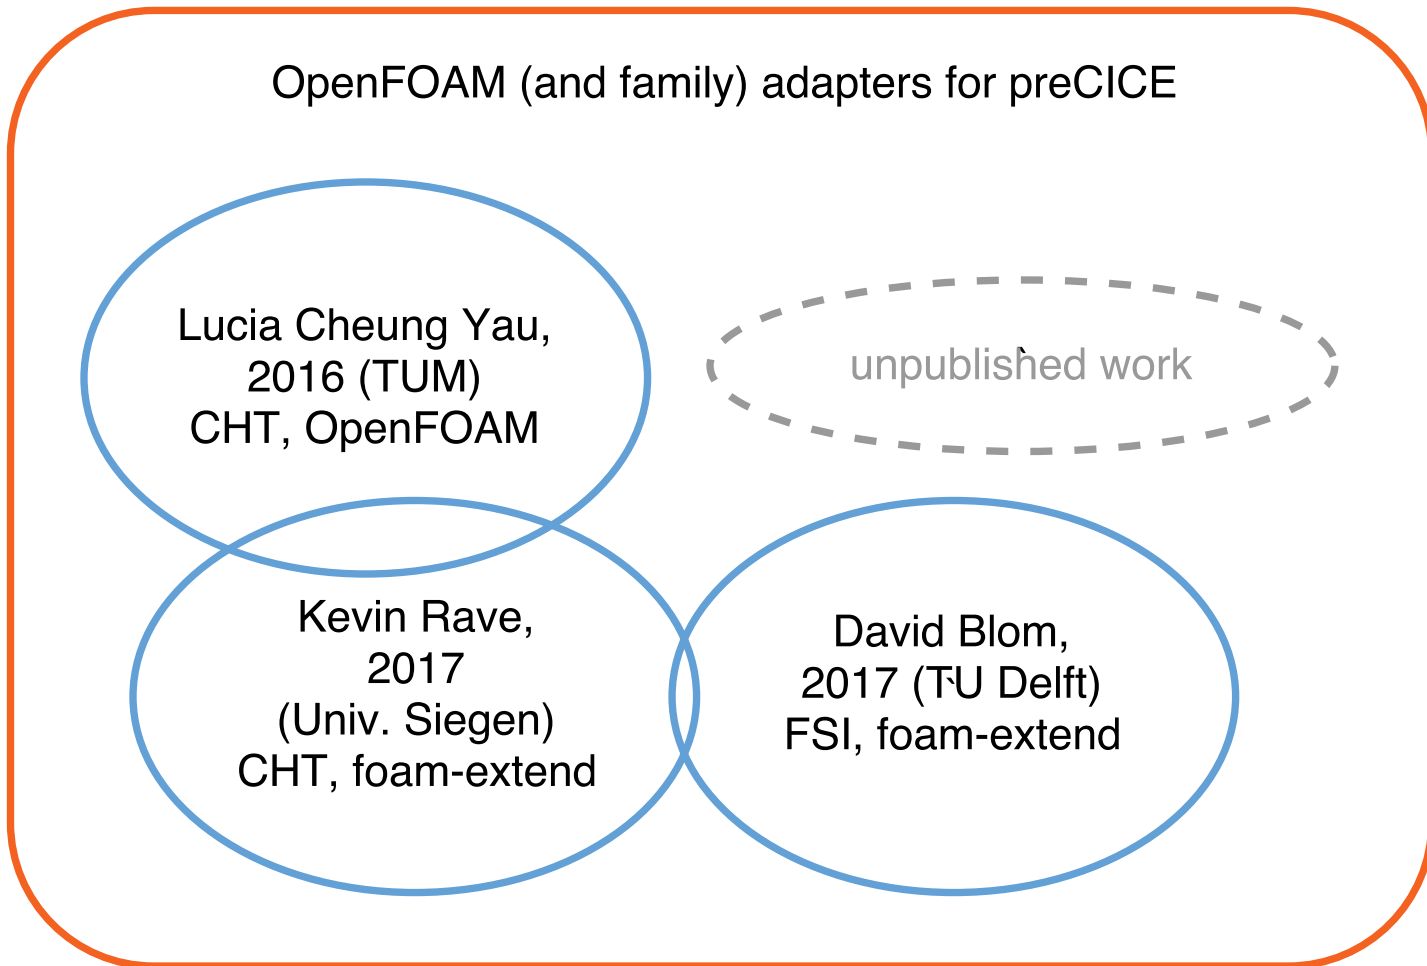 OpenFOAM (and family) adapters for preCICE
Lucia Cheung Yau,
2016 (TUM)
CHT, OpenFOAM
unpublished work
Kevin Rave,
2017
(Univ. Siegen)
CHT, foam-extend
David Blom,
2017 (TU Delft)
FSI, foam-extend